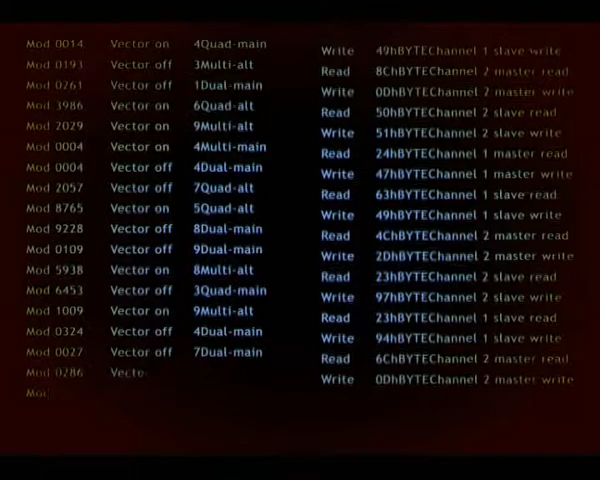 Mod 0014 Vector on 4Quad-main
Mod 0193 Vector off 3Multi-alt
Mod 0261 Vector off 1Dual-main
Mod 3986 Vector on 6Quad-alt
Mod 2029 Vector on 9Multi-alt
Mod 0004 Vector on 4Multi-main
Mod 0004 Vector off 4Dual-main
Mod 2057 Vector off 7Quad-alt
Mod 8765 Vector on 5Quad-alt
Mod 9228 Vector off 8Dual-main
Mod 0109 Vector off 9Dual-main
Mod 5938 Vector on 8Multi-alt
Mod 6453 Vector off 3Quad-main
Mod 1009 Vector on 9Multi-alt
Mod 0324 Vector off 4Dual-main
Mod 0027 Vector off 7Dual-main
Mod 0286 Vecto
Mod
Write 49hBYTEChannel 1 slave write
Read 8ChBYTEChannel 2 master read
Write 0DhBYTEChannel 2 master write
Read 50hBYTEChannel 2 slave read
Write 51hBYTEChannel 2 slave write
Read 24hBYTEChannel 1 master read
Write 47hBYTEChannel 1 master write
Read 63hBYTEChannel 1 slave read
Write 49hBYTEChannel 1 slave write
Read 4ChBYTEChannel 2 master read
Write 2DhBYTEChannel 2 master write
Read 23hBYTEChannel 2 slave read
Write 97hBYTEChannel 2 slave write
Read 23hBYTEChannel 1 slave read
Write 94hBYTEChannel 1 slave write
Read 6ChBYTEChannel 2 master read
Write 0DhBYTEChannel 2 master write